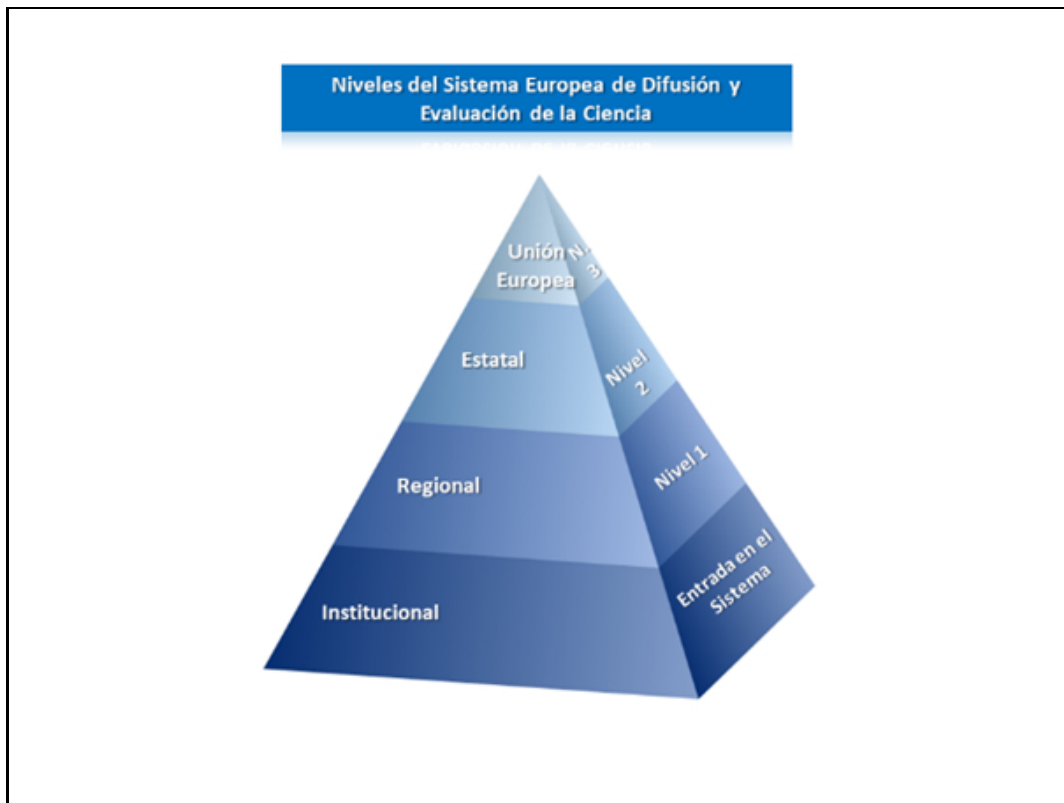 Niveles del Sistema Europea de Difusión y
Evaluación de la Ciencia
Unión
Europea
N.
3
Estatal
Nivel
2
Regional
Nivel 1
Institucional
Entrada en el
Sistema